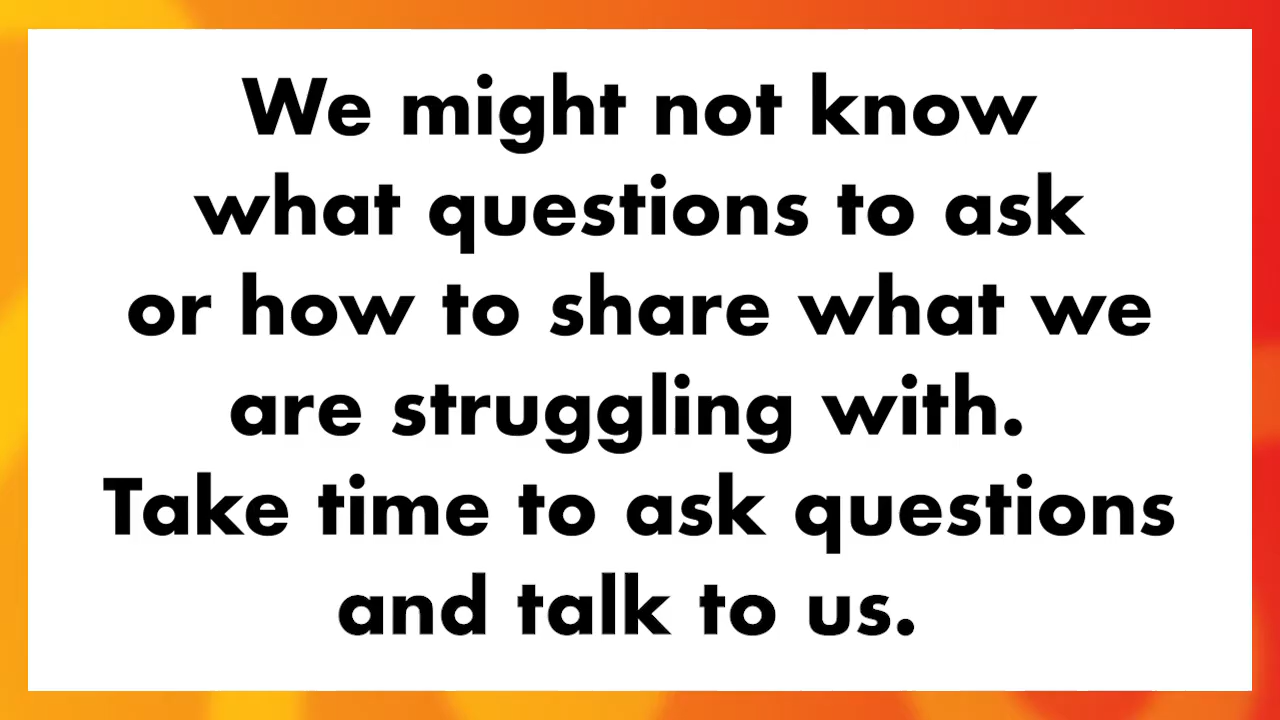 We might not know
what questions to ask
or how to share what we
are struggling with.
Take time to ask questions
and talk to us.